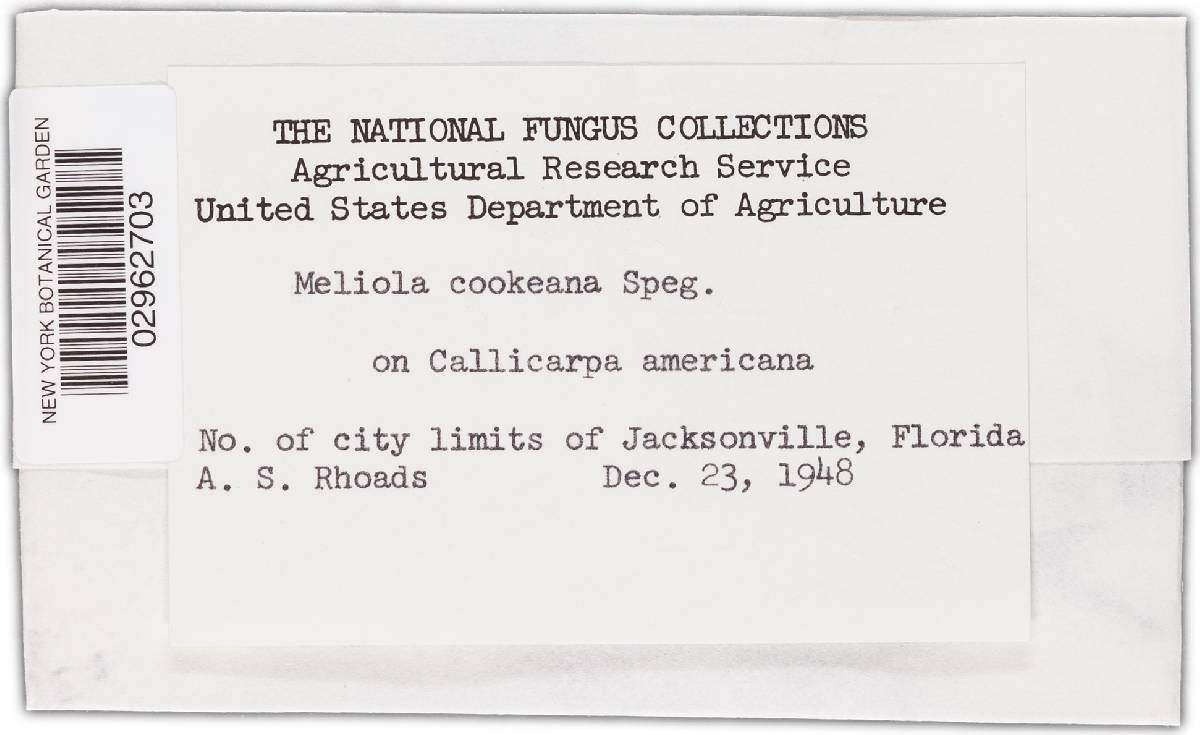 NEW YORK BOTANICAL GARDEN
02962703
THE NATIONAL FUNGUS COLLECTIONS
Agricultural Research Service
United States Department of Agriculture
Meliola cookeana Speg.
on Callicarpa americana
No. of city limits of Jacksonville, Florida
A. S. Rhoads Dec. 23, 1948